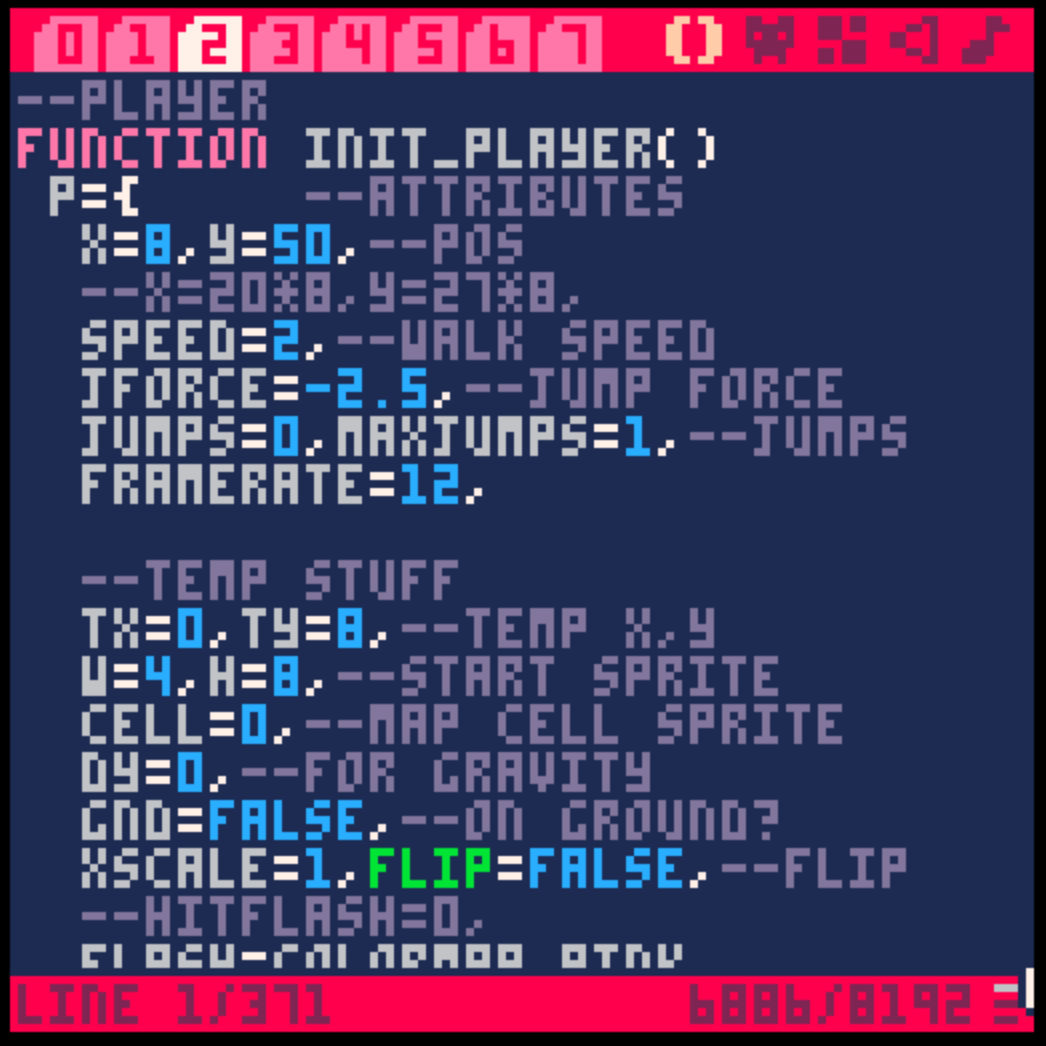 0 1 2 3 4 5 6 7
--PLAYER
FUNCTION INIT_PLAYER()
P={ --ATTRIBUTES
X=8,Y=50,--POS
--X=20*8,Y=27*8,
SPEED=2,--WALK SPEED
JFORCE=-2.5,--JUMP FORCE
JUMPS=0,MAXJUMPS=1,--JUMPS
FRAMERATE=12,
--TEMP STUFF
TX=0,TY=8,--TEMP X,Y
W=4,H=8,--START SPRITE
CELL=0,--MAP CELL SPRITE
DY=0,--FOR GRAVITY
GND=FALSE,--ON GROUND?
XSCALE=1,FLIP=FALSE,--FLIP
--HITFLASH=0,
LINE 1/371 6886/8192